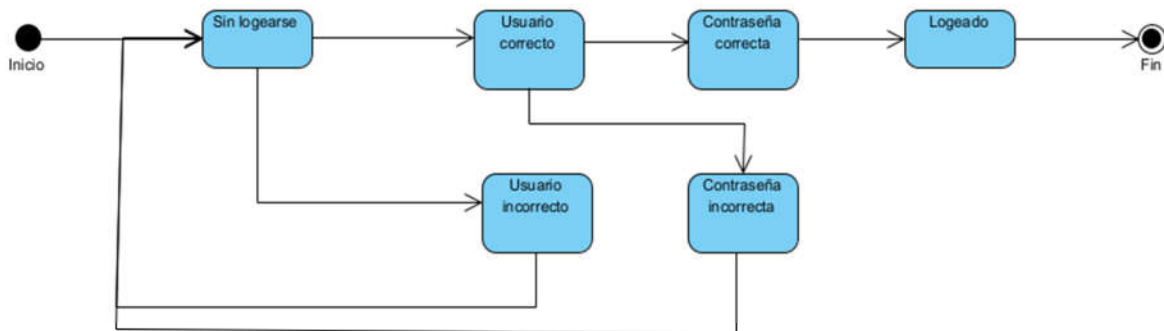 Inicio
Sin logearse
Usuario
correcto
Contraseña
correcta
Logeado
Fin
Usuario
incorrecto
Contraseña
incorrecta